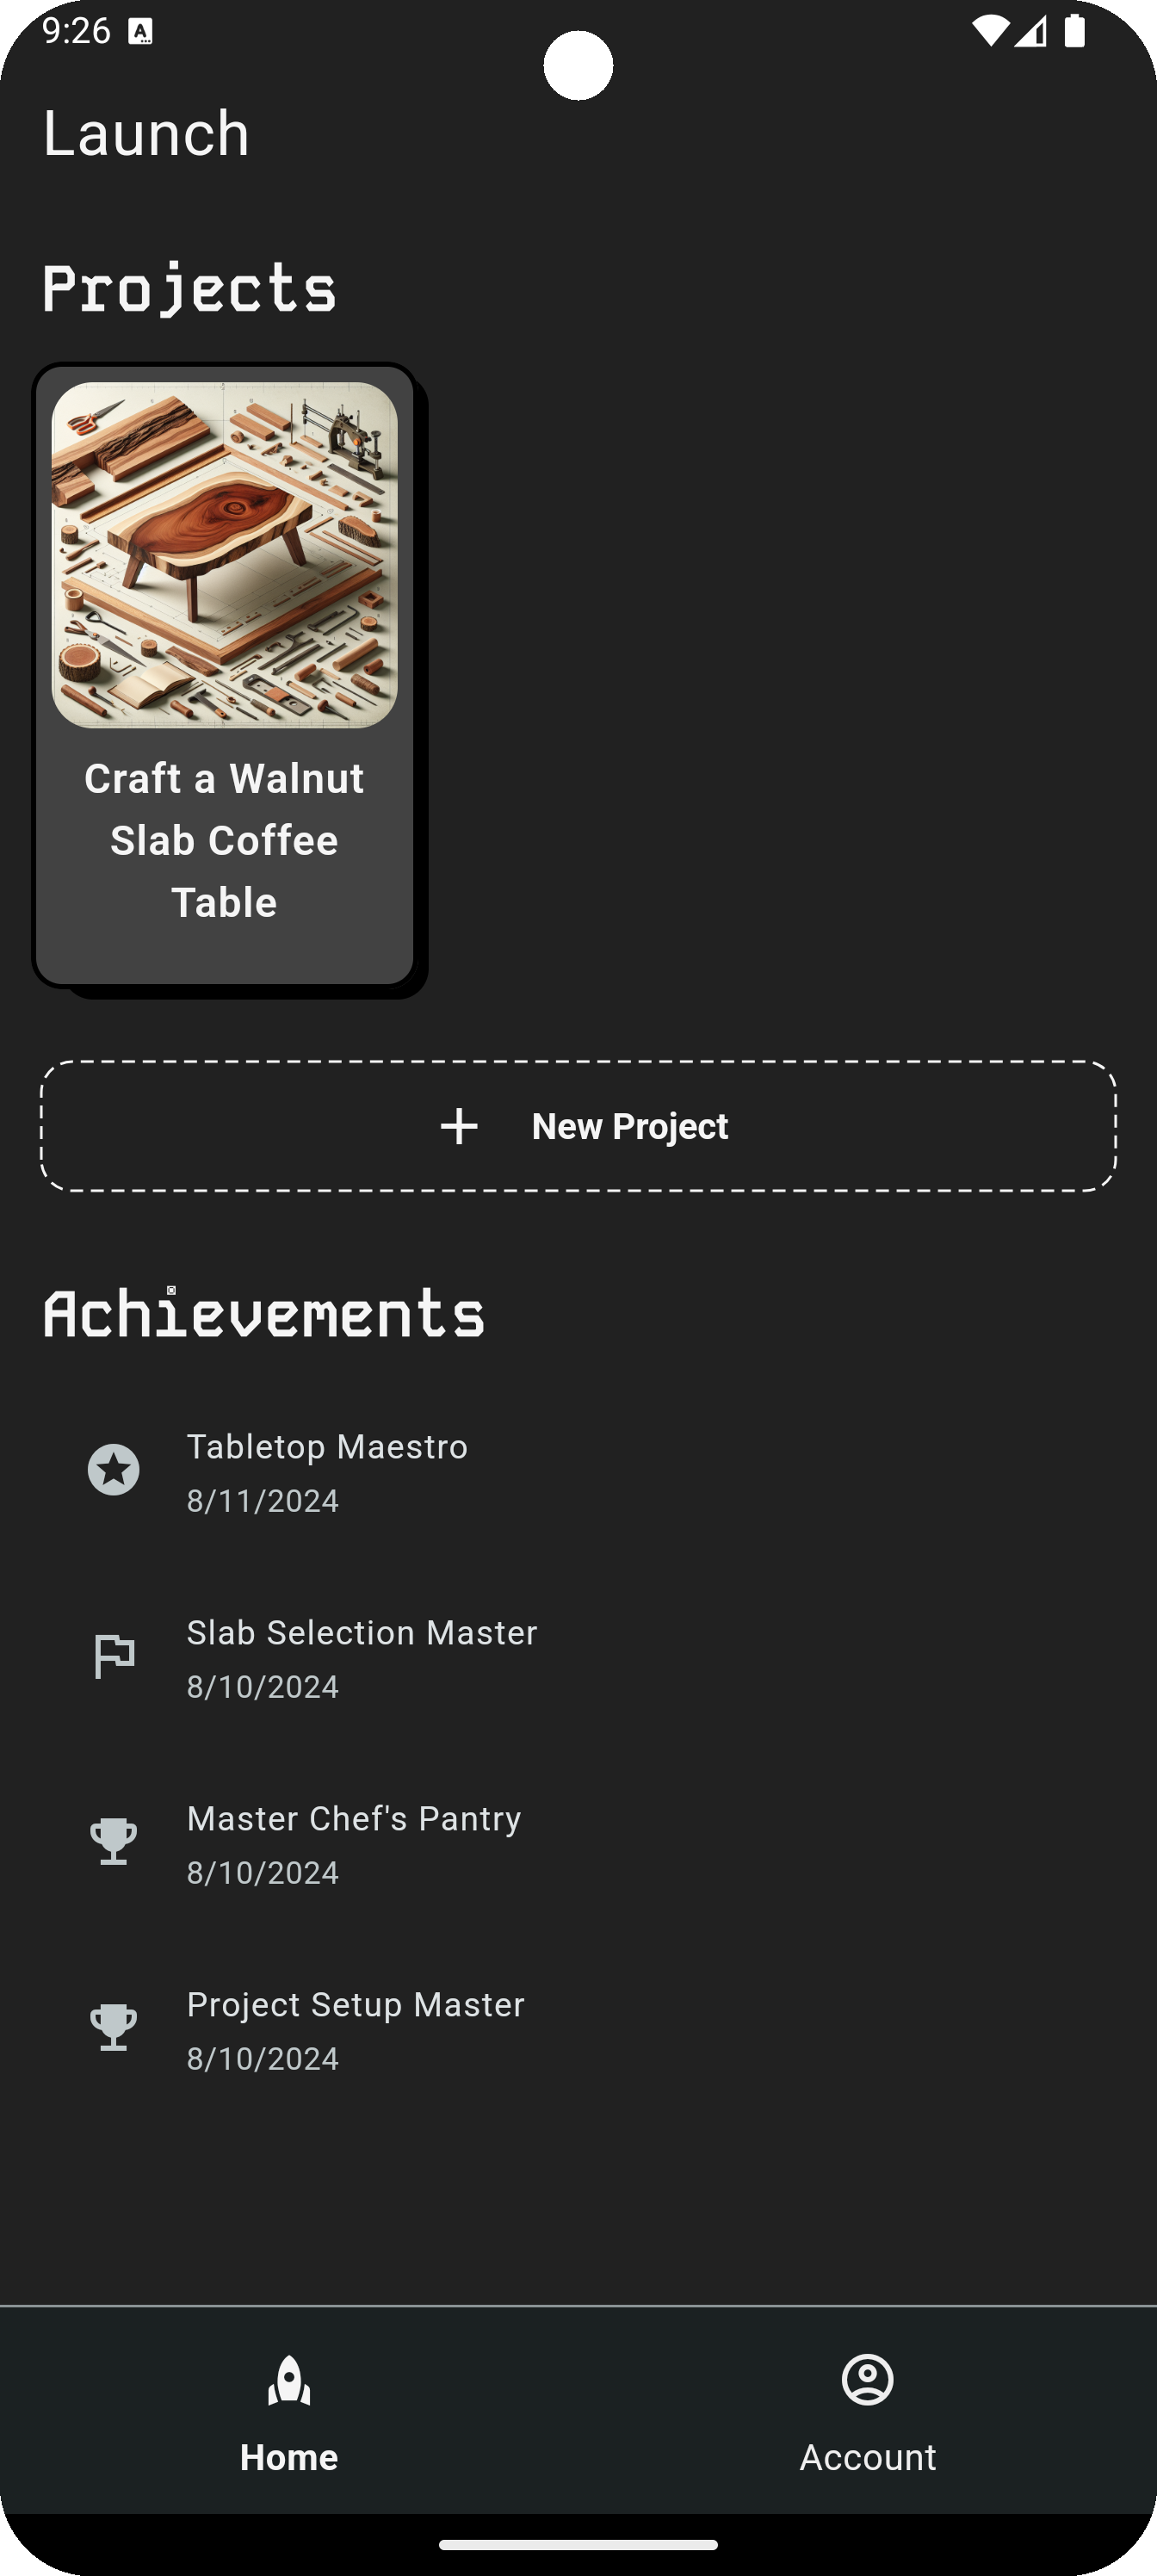 9:26
Launch
Projects
Craft a Walnut
Slab Coffee
Table
New Project
Achievements
Tabletop Maestro
8/11/2024
Slab Selection Master
8/10/2024
Master Chef's Pantry
8/10/2024
Project Setup Master
8/10/2024
Home
Account